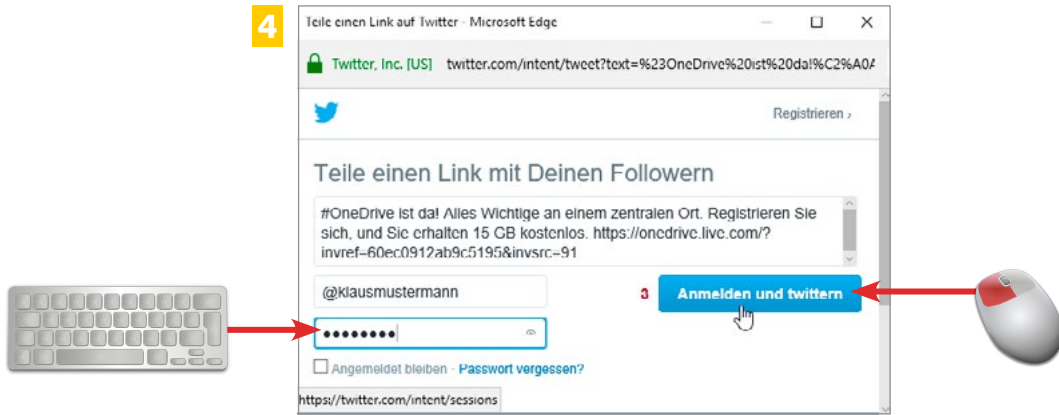 4
Teile einen Link auf Twitter - Microsoft Edge
Twitter, Inc. [US] twitter.com/intent/tweet?text=%23OneDrive%20ist%20da!%C2%A0A
Registrieren ›
Teile einen Link mit Deinen Followern
#OneDrive ist da! Alles Wichtige an einem zentralen Ort. Registrieren Sie
sich, und Sie erhalten 15 GB kostenlos. https://onedrive.live.com/?
invref=60ec0912ab9c5195&invsrc=91
@klausmustermann
3 Anmelden und twittern
••••••••
Angemeldet bleiben · Passwort vergessen?
https://twitter.com/intent/sessions